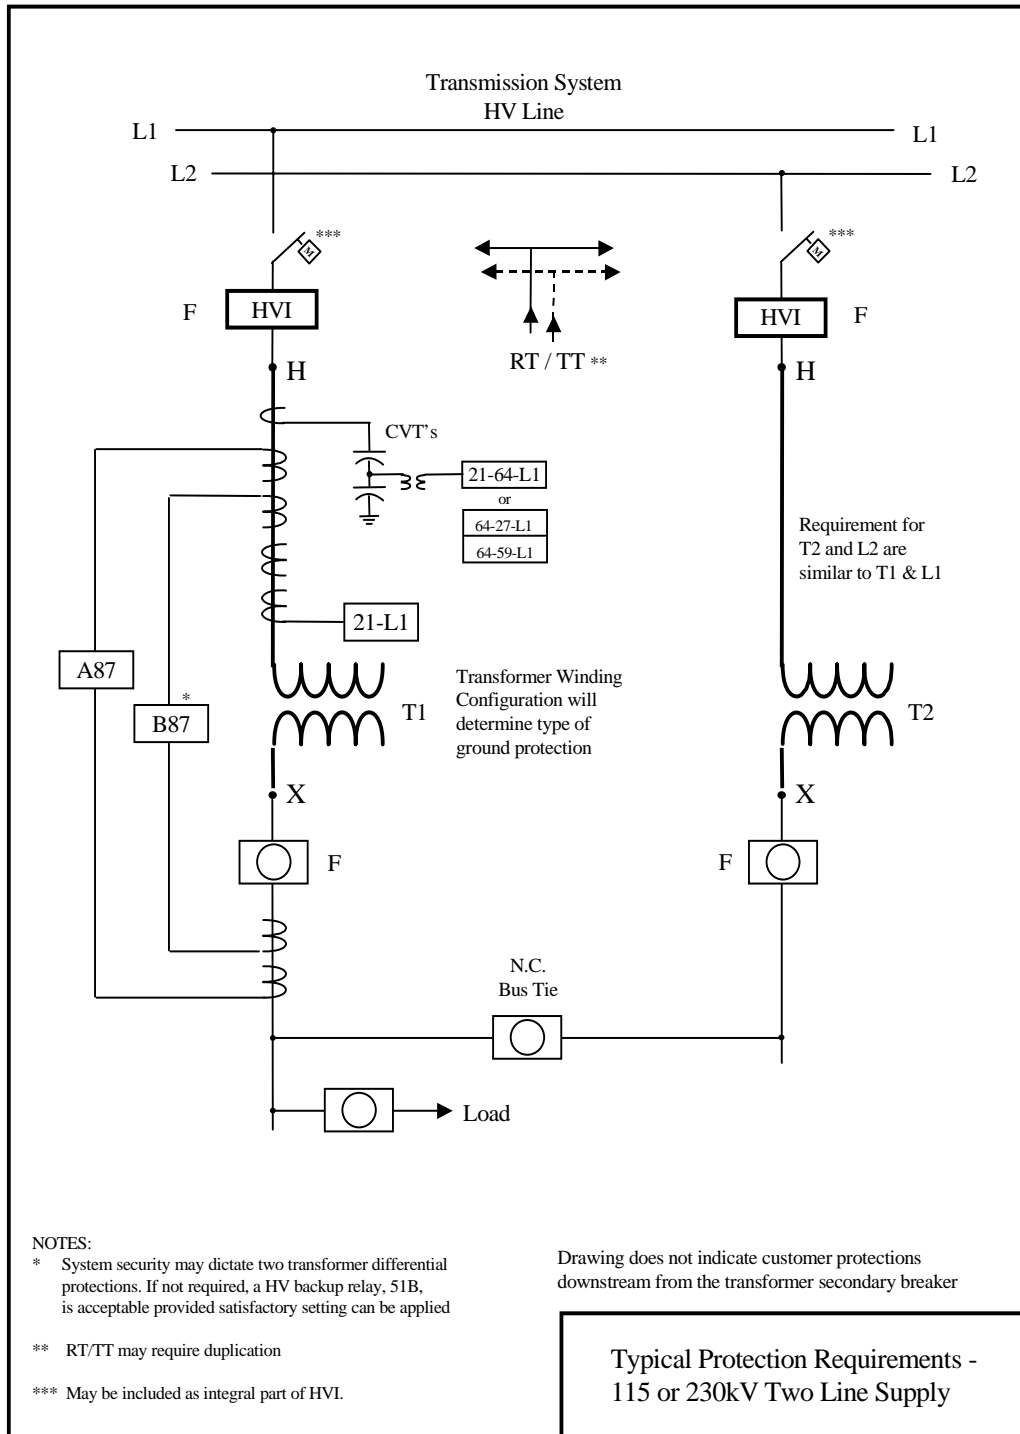 Transmission System
HV Line
L1
L1
L2
L2
***
M
***
M
F
HVI
HVI
F
RT / TT **
H
H
CVT's
21-64-L1
or
64-27-L1
64-59-L1
Requirement for
T2 and L2 are
similar to T1 & L1
21-L1
A87
*
B87
Transformer Winding
Configuration will
determine type of
ground protection
T1
T2
X
X
F
F
N.C.
Bus Tie
Load
NOTES:
* System security may dictate two transformer differential
protections. If not required, a HV backup relay, 51B,
is acceptable provided satisfactory setting can be applied
** RT/TT may require duplication
*** May be included as integral part of HVI.
Drawing does not indicate customer protections
downstream from the transformer secondary breaker
Typical Protection Requirements -
115 or 230kV Two Line Supply